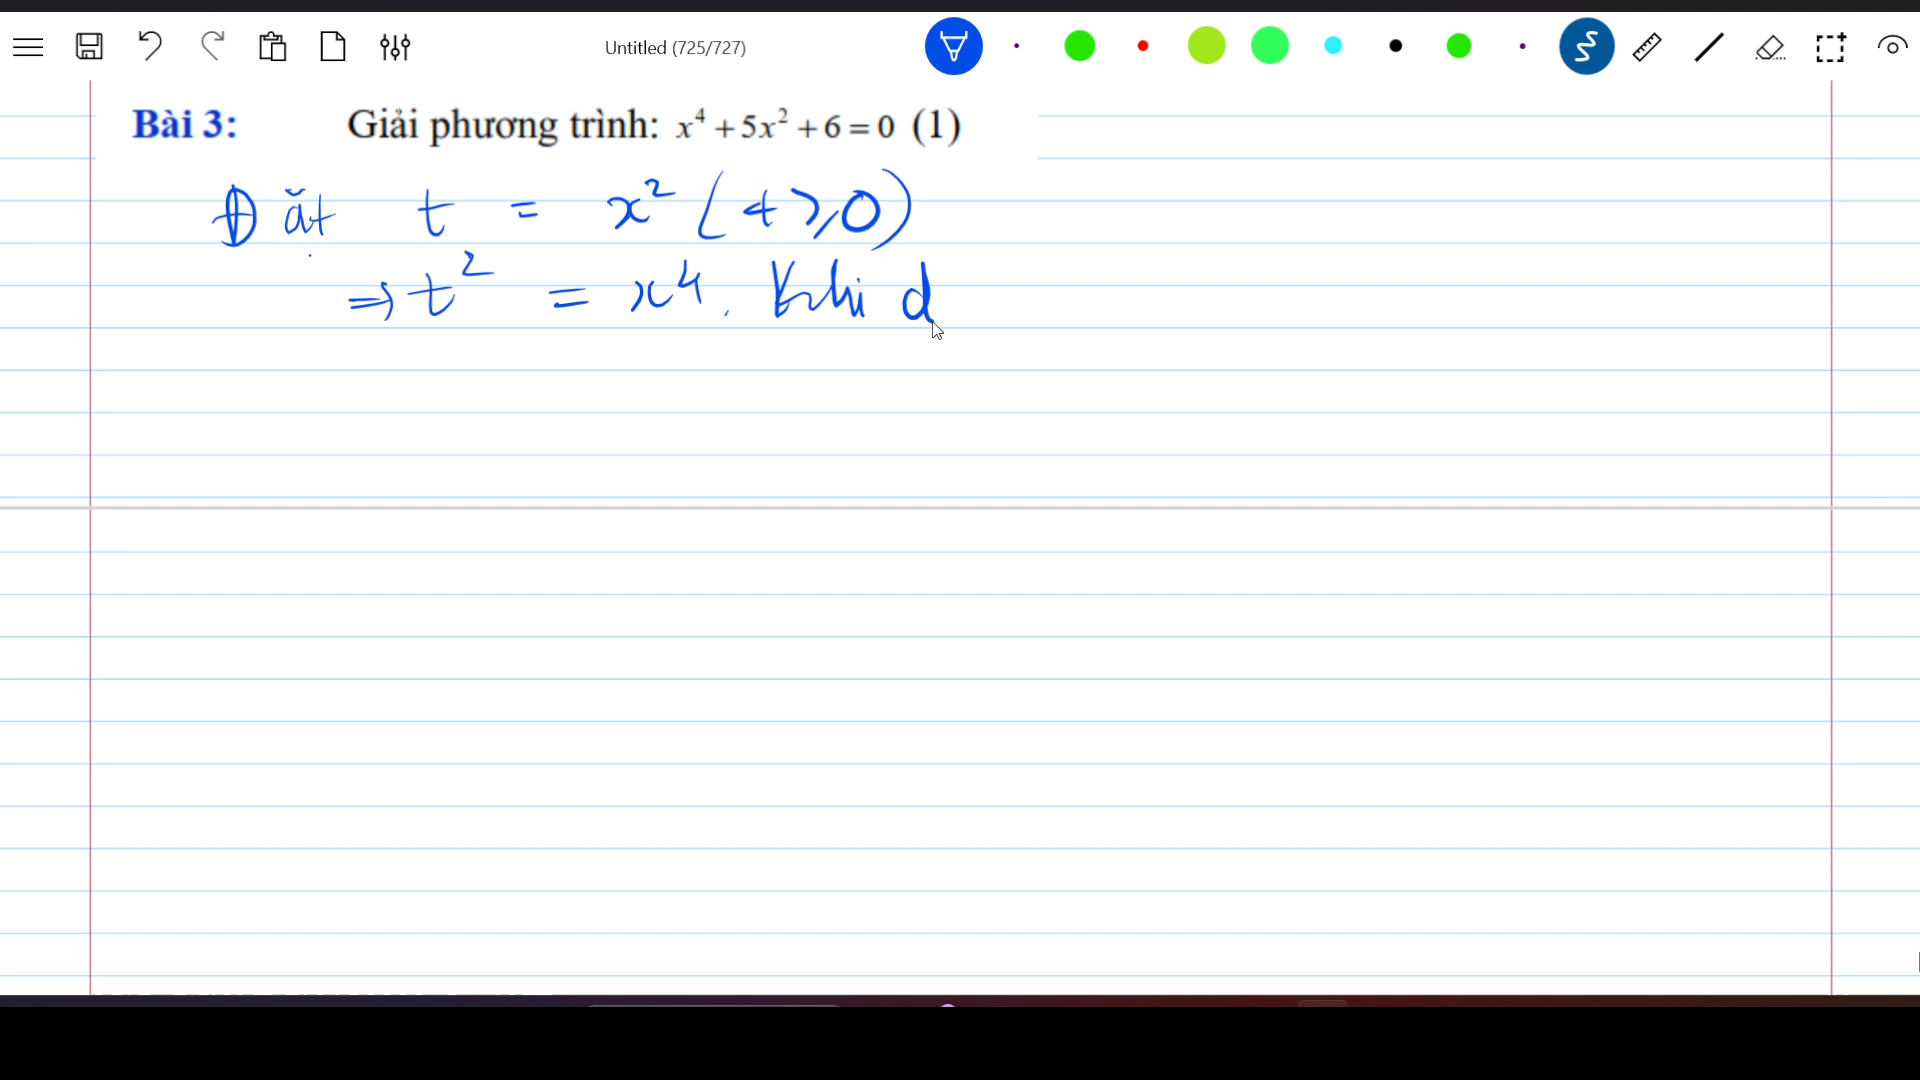 Untitled (725/727)
Bài 3: Giải phương trình: x⁴ + 5x² + 6 = 0 (1)
Đặt t = x² (t ≥ 0)
⇒ t² = x⁴. Khi d